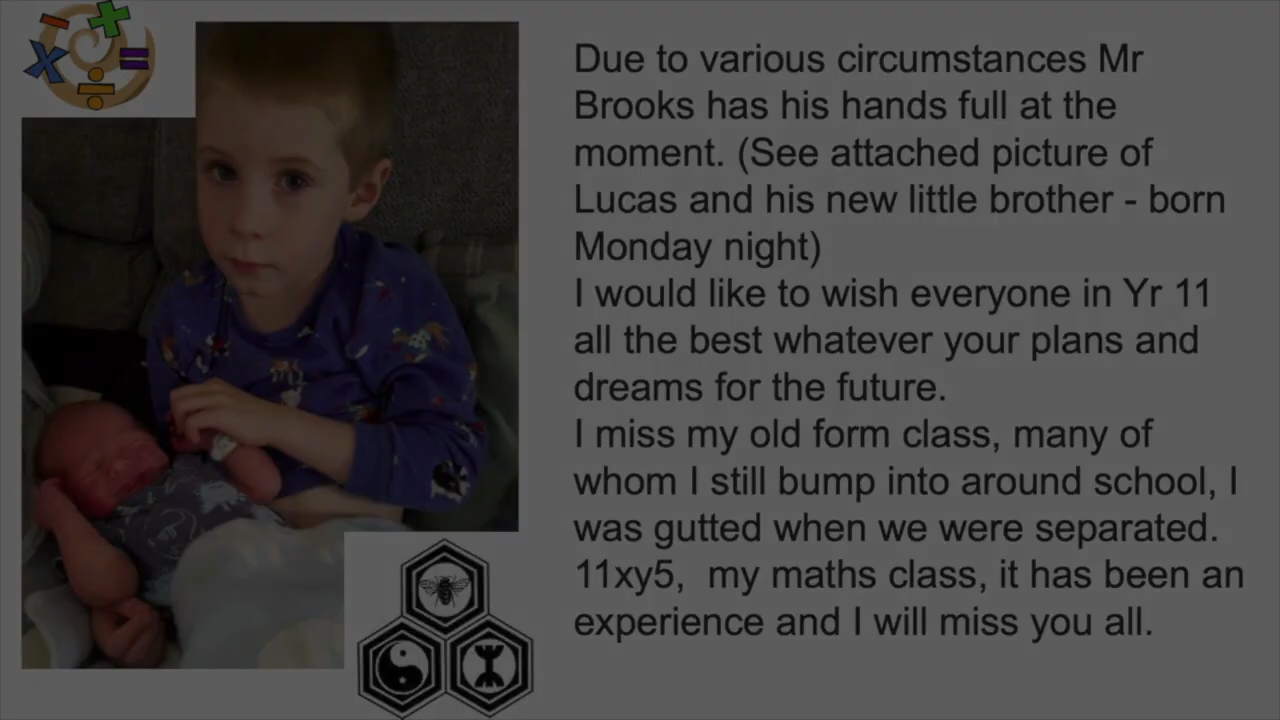 Due to various circumstances Mr
Brooks has his hands full at the
moment. (See attached picture of
Lucas and his new little brother - born
Monday night)
I would like to wish everyone in Yr 11
all the best whatever your plans and
dreams for the future.
I miss my old form class, many of
whom I still bump into around school, I
was gutted when we were separated.
11xy5,  my maths class, it has been an
experience and I will miss you all.